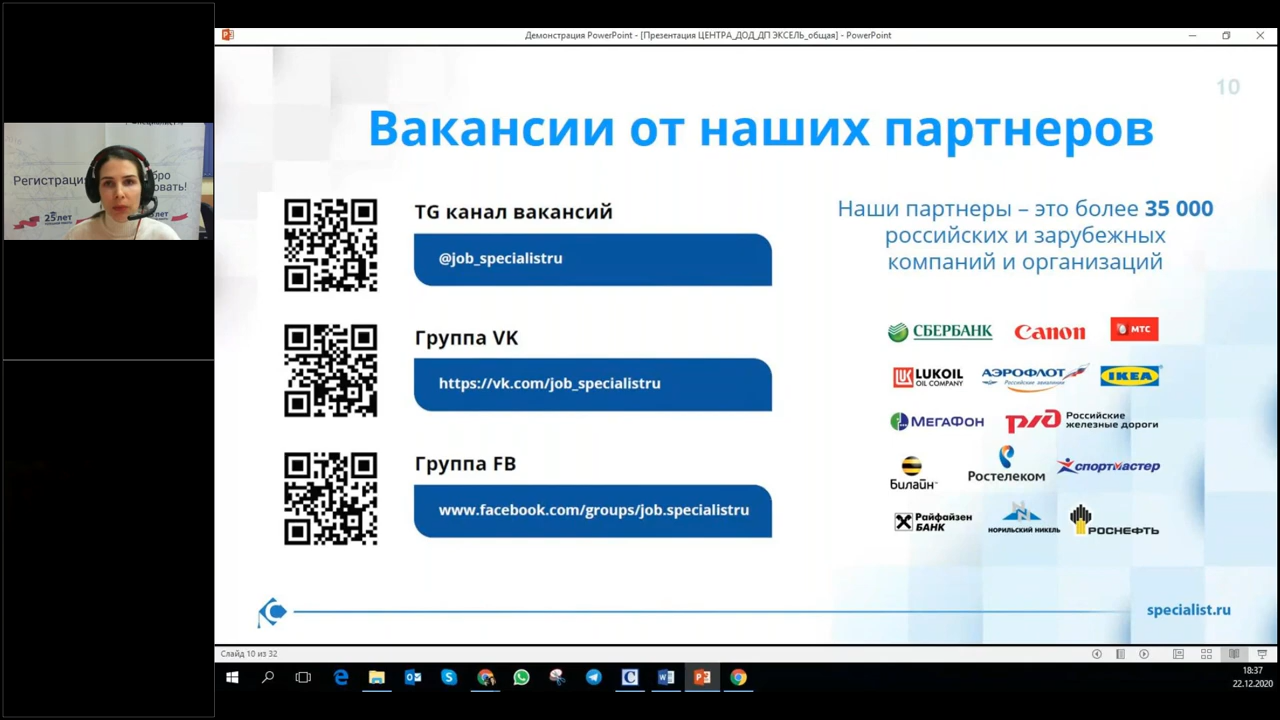 Демонстрация PowerPoint - [Презентация ЦЕНТРА_ДОД_ДП ЭКСЕЛЬ_общая] - PowerPoint
10
Вакансии от наших партнеров
Регистрация
25 лет
TG канал вакансий
@job_specialistru
Группа VK
https://vk.com/job_specialistru
Группа FB
www.facebook.com/groups/job.specialistru
Наши партнеры – это более 35 000
российских и зарубежных
компаний и организаций
СБЕРБАНК Canon МТС
LUKOIL
OIL COMPANY
АЭРОФЛОТ
Российские авиалинии
IKEA
МЕГАФОН
РЖД Российские
железные дороги
Билайн
Ростелеком
СПОРТМАСТЕР
Райфайзен
БАНК
НОРИЛЬСКИЙ НИКЕЛЬ
РОСНЕФТЬ
specialist.ru
Слайд 10 из 32
18:37
22.12.2020